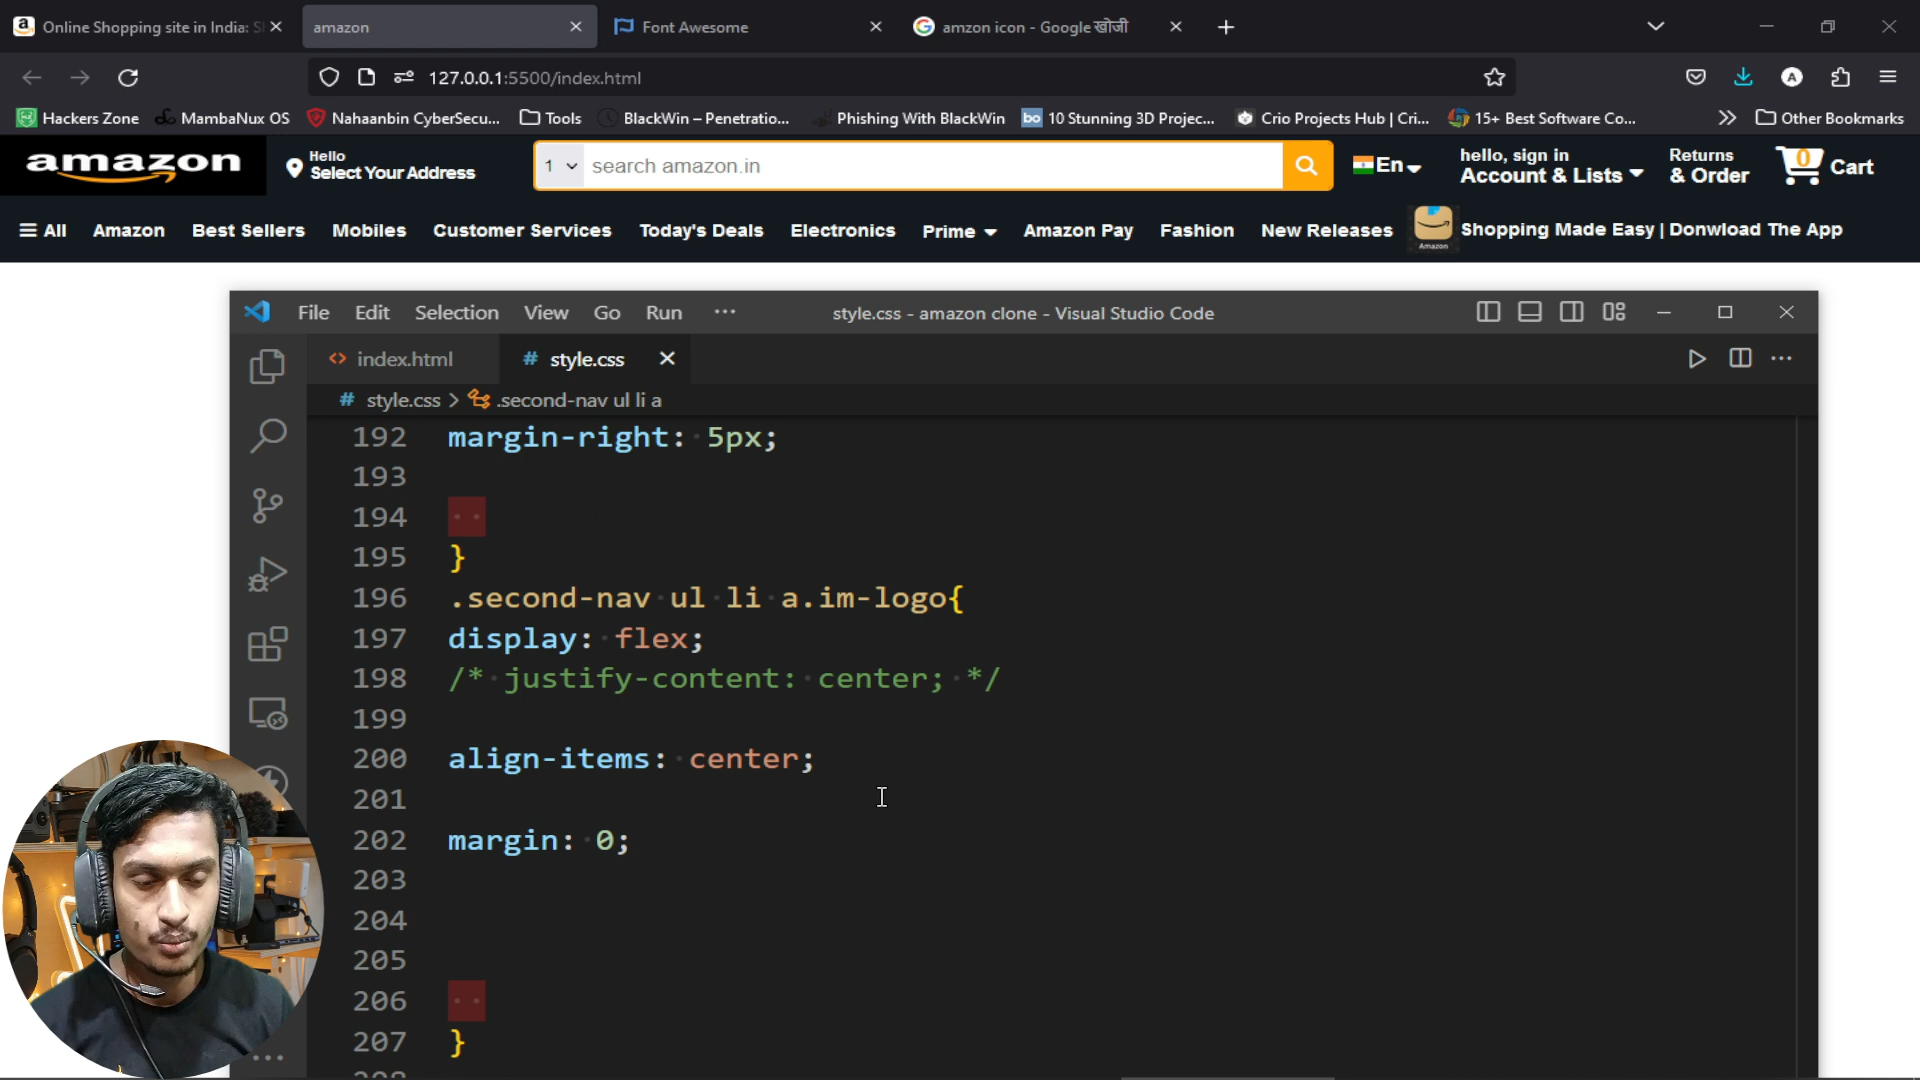 Online Shopping site in India: S
amazon
Font Awesome
amzon icon - Google खोजी
127.0.0.1:5500/index.html
A
Hackers Zone
MambaNux OS
Nahaanbin CyberSecu...
Tools
BlackWin – Penetratio...
Phishing With BlackWin
bo 10 Stunning 3D Projec...
Crio Projects Hub | Cri...
15+ Best Software Co...
Other Bookmarks
amazon
Hello
Select Your Address
1
search amazon.in
En
hello, sign in
Account & Lists
Returns
& Order
0
Cart
All
Amazon
Best Sellers
Mobiles
Customer Services
Today's Deals
Electronics
Prime
Amazon Pay
Fashion
New Releases
Amazon
Shopping Made Easy | Donwload The App
File Edit Selection View Go Run ···
style.css - amazon clone - Visual Studio Code
<> index.html
# style.css
# style.css > .second-nav ul li a
192 margin-right: 5px;
193
194
195 }
196 .second-nav ul li a.im-logo{
197 display: flex;
198 /* justify-content: center; */
199
200 align-items: center;
201
202 margin: 0;
203
204
205
206
207 }